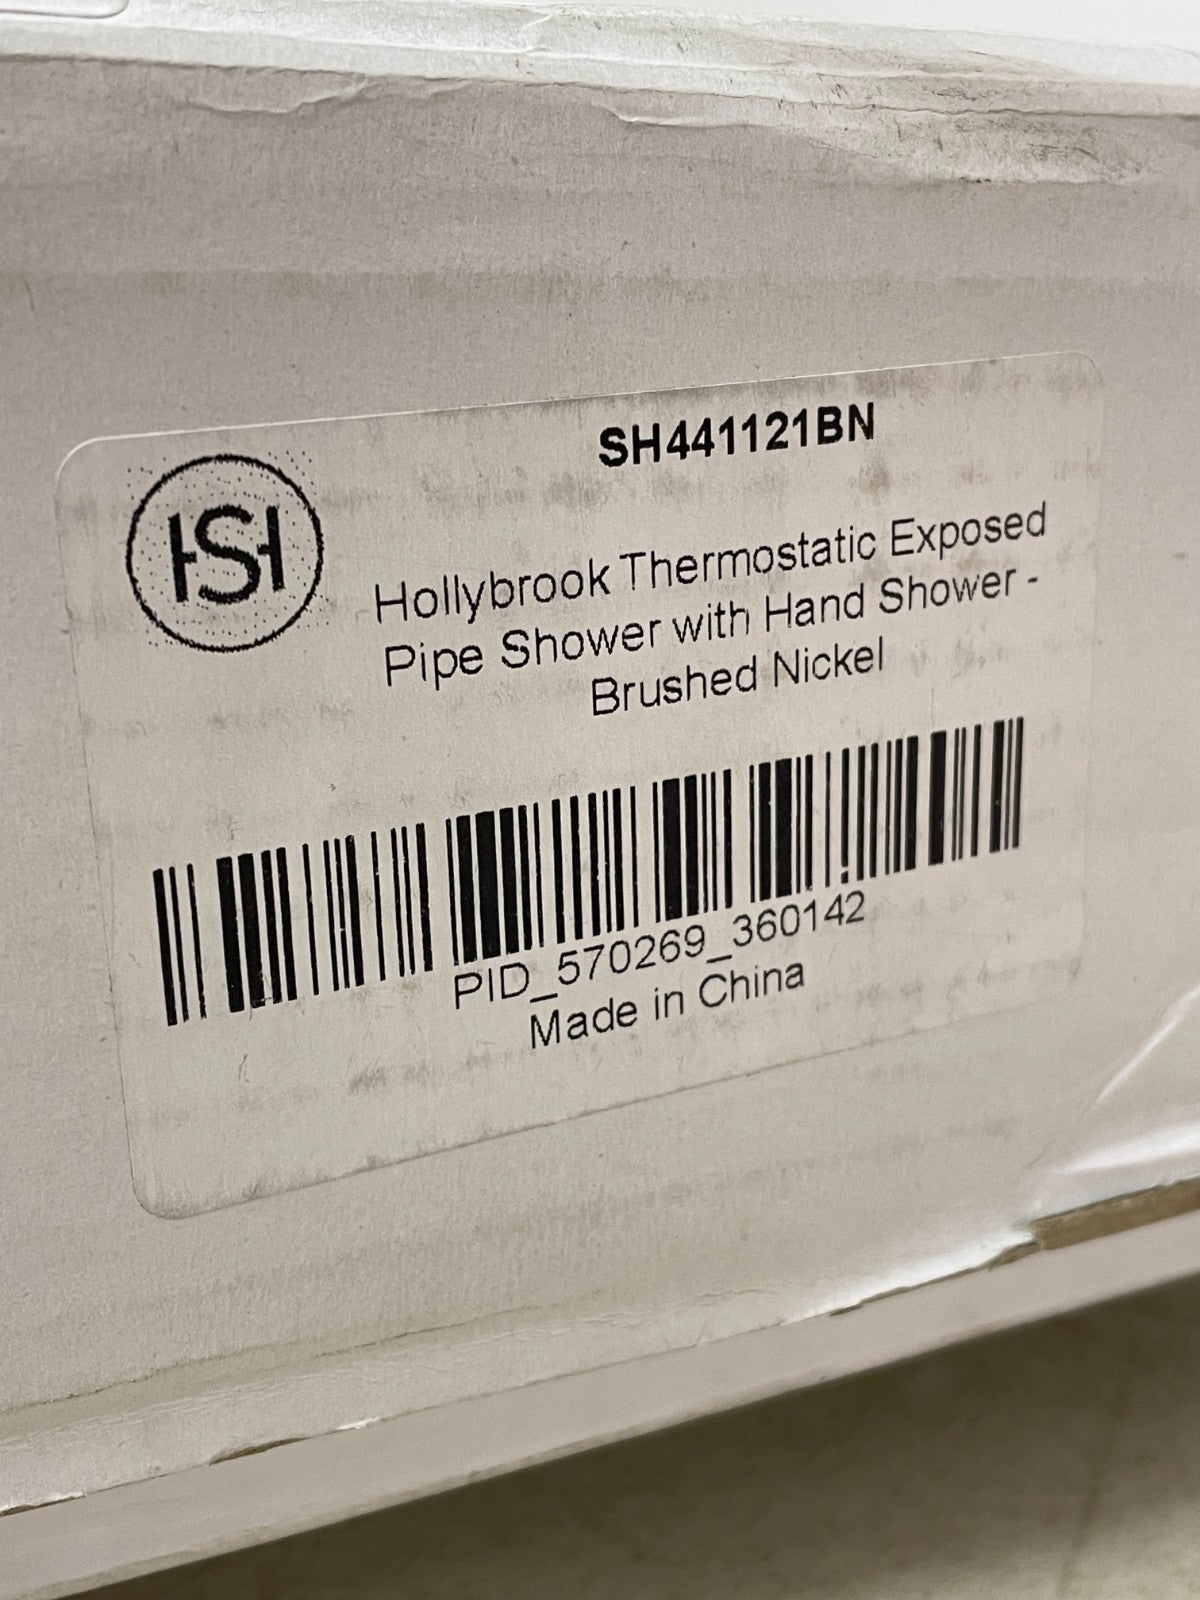 SH441121BN
HSH
Hollybrook Thermostatic Exposed
Pipe Shower with Hand Shower -
Brushed Nickel
PID_570269_360142
Made in China